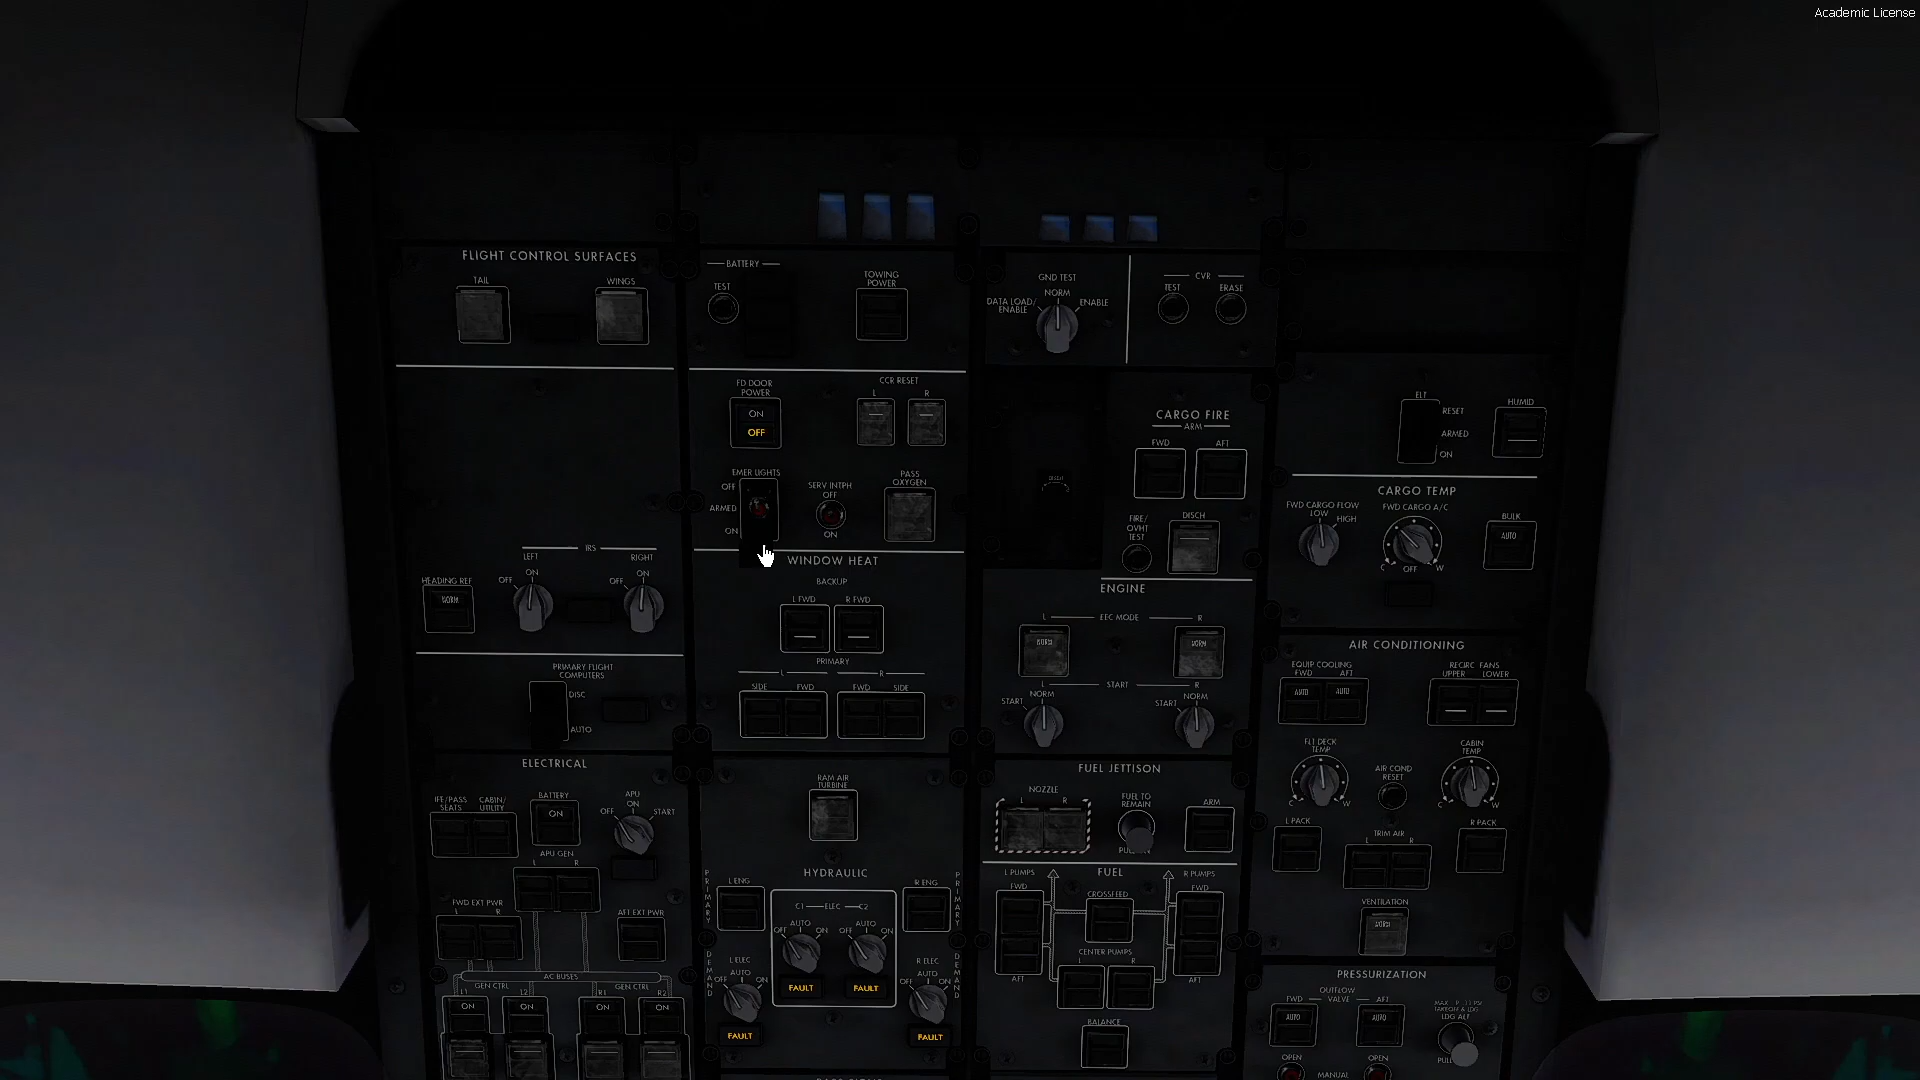 Academic License
FLIGHT CONTROL SURFACES
TAIL
WINGS
BATTERY
TEST
TOWING
POWER
GND TEST
NORM
DATA LOAD/
ENABLE
ENABLE
CVR
TEST
ERASE
FD DOOR
POWER
ON
OFF
CCR RESET
L
R
EMER LIGHTS
OFF
ARMED
ON
SERV INTPH
OFF
ON
PASS
OXYGEN
CARGO FIRE
ARM
FWD
AFT
FIRE/
OVHT
TEST
DISCH
ELT
RESET
ARMED
ON
HUMID
CARGO TEMP
FWD CARGO FLOW
LOW
HIGH
FWD CARGO A/C
C
OFF
W
BULK
AUTO
IRS
LEFT
RIGHT
OFF
ON
OFF
ON
HEADING REF
NORM
WINDOW HEAT
BACKUP
L FWD
R FWD
PRIMARY
L
R
SIDE
FWD
FWD
SIDE
ENGINE
L
EEC MODE
R
NORM
NORM
L
START
R
START
NORM
START
NORM
AIR CONDITIONING
EQUIP COOLING
FWD
AFT
AUTO
AUTO
RECIRC FANS
UPPER
LOWER
FLT DECK
TEMP
C
W
AIR COND
RESET
CABIN
TEMP
C
W
L PACK
TRIM AIR
L
R
R PACK
VENTILATION
NORM
PRIMARY FLIGHT
COMPUTERS
DISC
AUTO
ELECTRICAL
IFE/PASS
SEATS
CABIN/
UTILITY
BATTERY
ON
APU
ON
OFF
START
APU GEN
L
R
FWD EXT PWR
L
R
AFT EXT PWR
AC BUSES
GEN CTRL
GEN CTRL
L1
L2
R1
R2
ON
ON
ON
ON
RAM AIR
TURBINE
HYDRAULIC
PRIMARY
L ENG
R ENG
PRIMARY
C1
ELEC
C2
AUTO
OFF
ON
AUTO
OFF
ON
FAULT
FAULT
DEMAND
L ELEC
AUTO
OFF
ON
R ELEC
AUTO
OFF
ON
DEMAND
FAULT
FAULT
FUEL JETTISON
NOZZLE
L
R
FUEL TO
REMAIN
ARM
FUEL
L PUMPS
FWD
AFT
CROSSFEED
CENTER PUMPS
L
R
R PUMPS
FWD
AFT
BALANCE
PRESSURIZATION
OUTFLOW
VALVE
FWD
AFT
AUTO
AUTO
LDG ALT
OPEN
OPEN
MANUAL